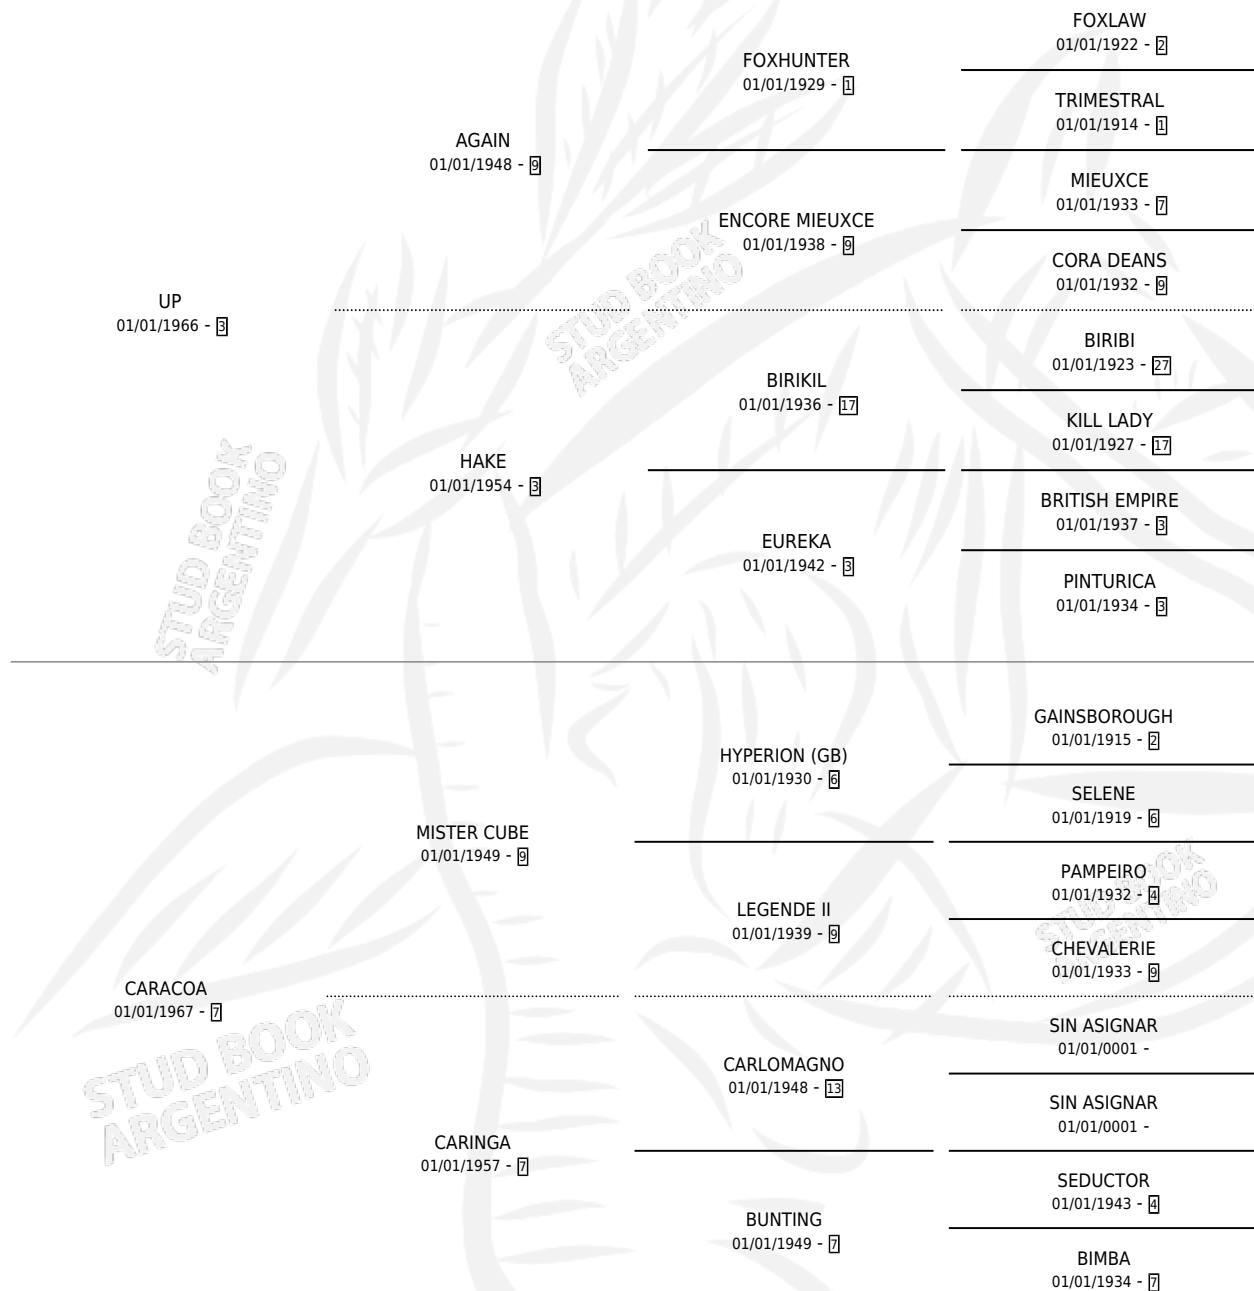 FOXLAW
01/01/1922 - 2
FOXHUNTER
01/01/1929 - 1
TRIMESTRAL
01/01/1914 - 1
AGAIN
01/01/1948 - 9
MIEUXCE
01/01/1933 - 7
ENCORE MIEUXCE
01/01/1938 - 9
CORA DEANS
01/01/1932 - 9
UP
01/01/1966 - 3
STUD BOOK
ARGENTINO
BIRIBI
01/01/1923 - 27
BIRIKIL
01/01/1936 - 17
KILL LADY
01/01/1927 - 17
HAKE
01/01/1954 - 3
BRITISH EMPIRE
01/01/1937 - 3
EUREKA
01/01/1942 - 3
PINTURICA
01/01/1934 - 3
STUD BOOK
ARGENTINO
GAINSBOROUGH
01/01/1915 - 2
HYPERION (GB)
01/01/1930 - 6
SELENE
01/01/1919 - 6
MISTER CUBE
01/01/1949 - 9
PAMPEIRO
01/01/1932 - 4
LEGENDE II
01/01/1939 - 9
CHEVALERIE
01/01/1933 - 9
STUD BOOK
ARGENTINO
CARACOA
01/01/1967 - 7
SIN ASIGNAR
01/01/0001 -
CARLOMAGNO
01/01/1948 - 13
SIN ASIGNAR
01/01/0001 -
STUD BOOK
ARGENTINO
CARINGA
01/01/1957 - 7
SEDUCTOR
01/01/1943 - 4
BUNTING
01/01/1949 - 7
BIMBA
01/01/1934 - 7